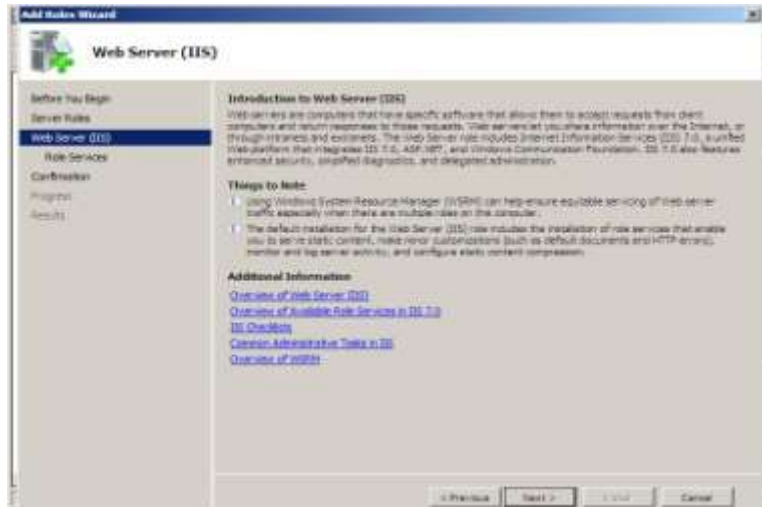 Add Roles Wizard
Web Server (IIS)
Before You Begin
Server Roles
Web Server (IIS)
Role Services
Confirmation
Progress
Results
Introduction to Web Server (IIS)
Web servers are computers that have specific software that allows them to accept requests from client
computers and return responses to those requests. Web servers let you share information over the Internet, or
through intranets and extranets. The Web Server role includes Internet Information Services (IIS) 7.0, a unified
Web platform that integrates IIS 7.0, ASP.NET, and Windows Communication Foundation. IIS 7.0 also features
enhanced security, simplified diagnostics, and delegated administration.
Things to Note
Using Windows System Resource Manager (WSRM) can help ensure equitable servicing of Web server
traffic especially when there are multiple roles on this computer.
The default installation for the Web Server (IIS) role includes the installation of role services that enable
you to serve static content, make minor customizations (such as default documents and HTTP errors),
monitor and log server activity, and configure static content compression.
Additional Information
Overview of Web Server (IIS)
Overview of Available Role Services in IIS 7.0
IIS Checklists
Common Administrative Tasks in IIS
Overview of WSRM
< Previous
Next >
Install
Cancel